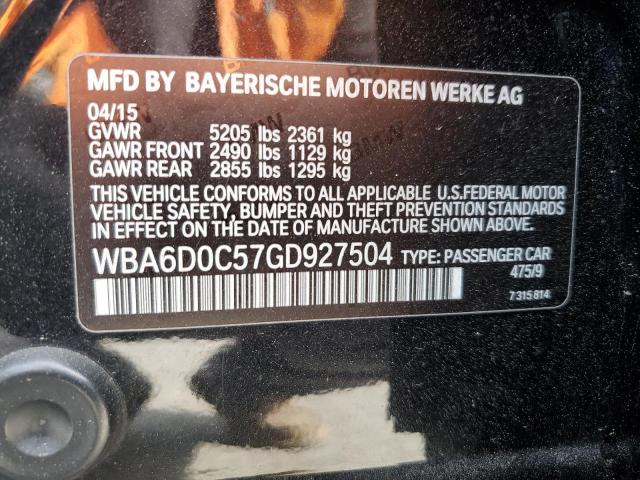 MFD BY BAYERISCHE MOTOREN WERKE AG
04/15
GVWR 5205 lbs 2361 kg
GAWR FRONT 2490 lbs 1129 kg
GAWR REAR 2855 lbs 1295 kg
THIS VEHICLE CONFORMS TO ALL APPLICABLE U.S.FEDERAL MOTOR
VEHICLE SAFETY, BUMPER AND THEFT PREVENTION STANDARDS
IN EFFECT ON THE DATE OF MANUFACTURE SHOWN ABOVE.
WBA6D0C57GD927504 TYPE: PASSENGER CAR
475/9
7 315 814